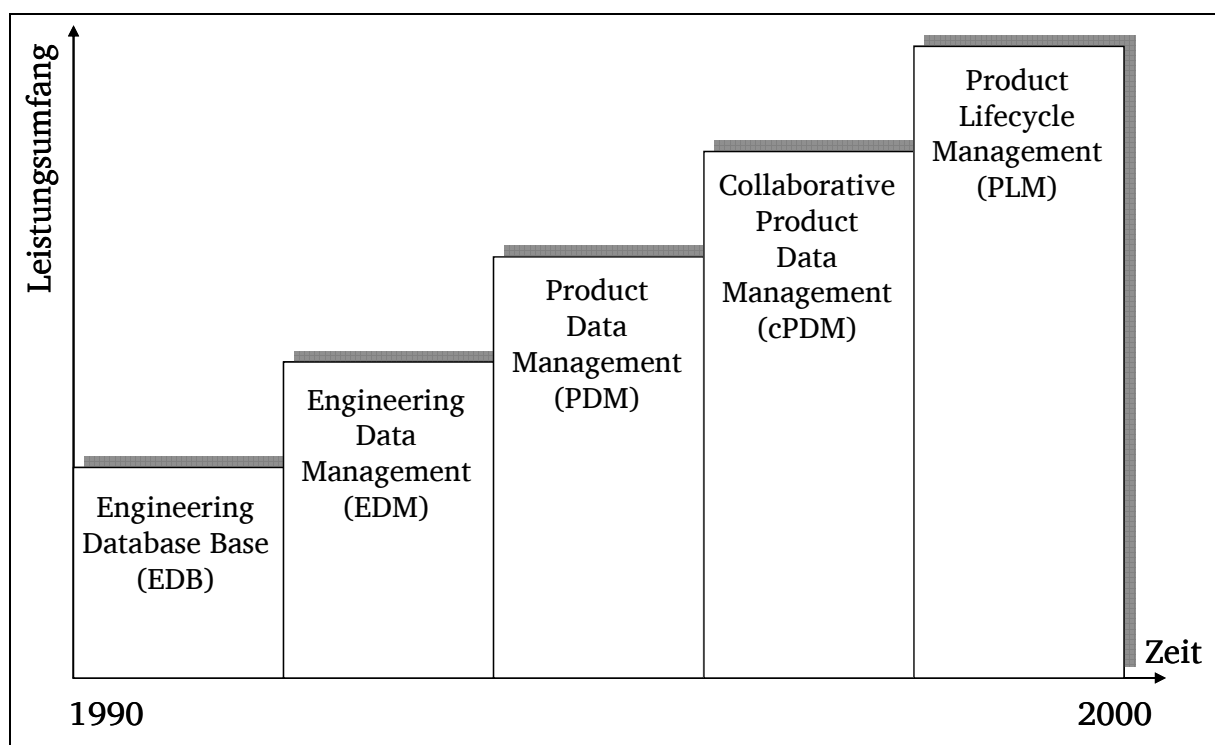 Leistungsumfang
Engineering
Database Base
(EDB)
Engineering
Data
Management
(EDM)
Product
Data
Management
(PDM)
Collaborative
Product
Data
Management
(cPDM)
Product
Lifecycle
Management
(PLM)
Zeit
1990
2000